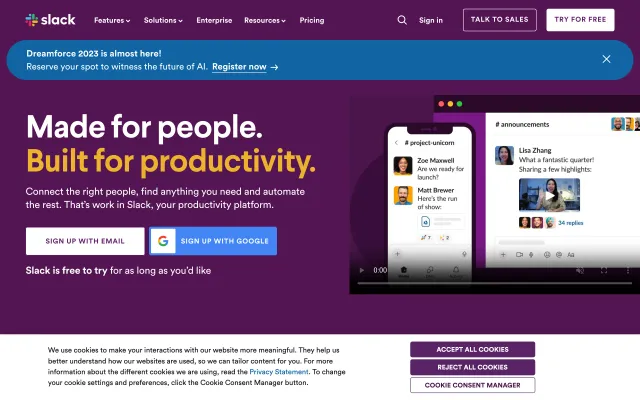 slack
Features
Solutions
Enterprise
Resources
Pricing
Sign in
TALK TO SALES
TRY FOR FREE
Dreamforce 2023 is almost here!
Reserve your spot to witness the future of AI. Register now →
Made for people.
Built for productivity.
Connect the right people, find anything you need and automate
the rest. That's work in Slack, your productivity platform.
SIGN UP WITH EMAIL
SIGN UP WITH GOOGLE
Slack is free to try for as long as you'd like
# project-unicorn
Zoe Maxwell
Are we ready for
launch?
Matt Brewer
Here's the run
of show:
7
2
0:00
# announcements
Lisa Zhang
What a fantastic quarter!
Sharing a few highlights:
34 replies
Aa
We use cookies to make your interactions with our website more meaningful. They help us
better understand how our websites are used, so we can tailor content for you. For more
information about the different cookies we are using, read the Privacy Statement. To change
your cookie settings and preferences, click the Cookie Consent Manager button.
ACCEPT ALL COOKIES
REJECT ALL COOKIES
COOKIE CONSENT MANAGER